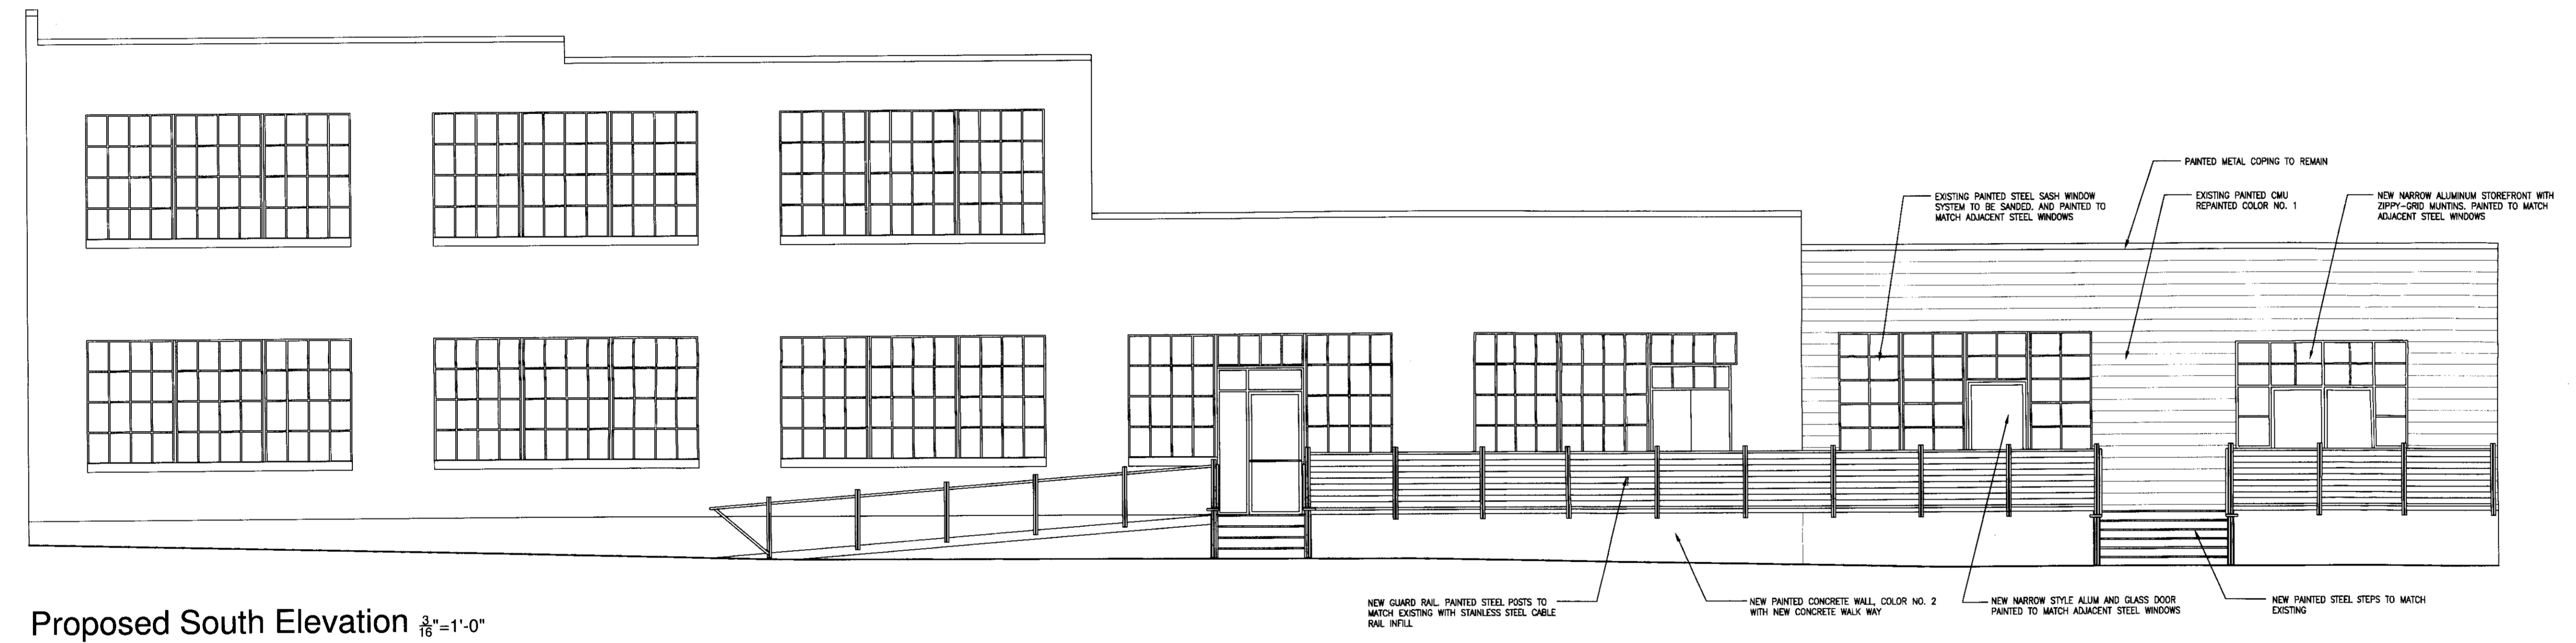 PAINTED METAL COPING TO REMAIN
EXISTING PAINTED STEEL SASH WINDOW
SYSTEM TO BE SANDED. AND PAINTED TO
MATCH ADJACENT STEEL WINDOWS
EXISTING PAINTED CMU
REPAINTED COLOR NO. 1
NEW NARROW ALUMINUM STOREFRONT WITH
ZIPPY-GRID MUNTINS. PAINTED TO MATCH
ADJACENT STEEL WINDOWS
NEW GUARD RAIL. PAINTED STEEL POSTS TO
MATCH EXISTING WITH STAINLESS STEEL CABLE
RAIL INFILL
NEW PAINTED CONCRETE WALL, COLOR NO. 2
WITH NEW CONCRETE WALK WAY
NEW NARROW STYLE ALUM AND GLASS DOOR
PAINTED TO MATCH ADJACENT STEEL WINDOWS
NEW PAINTED STEEL STEPS TO MATCH
EXISTING
Proposed South Elevation 3/16"=1'-0"